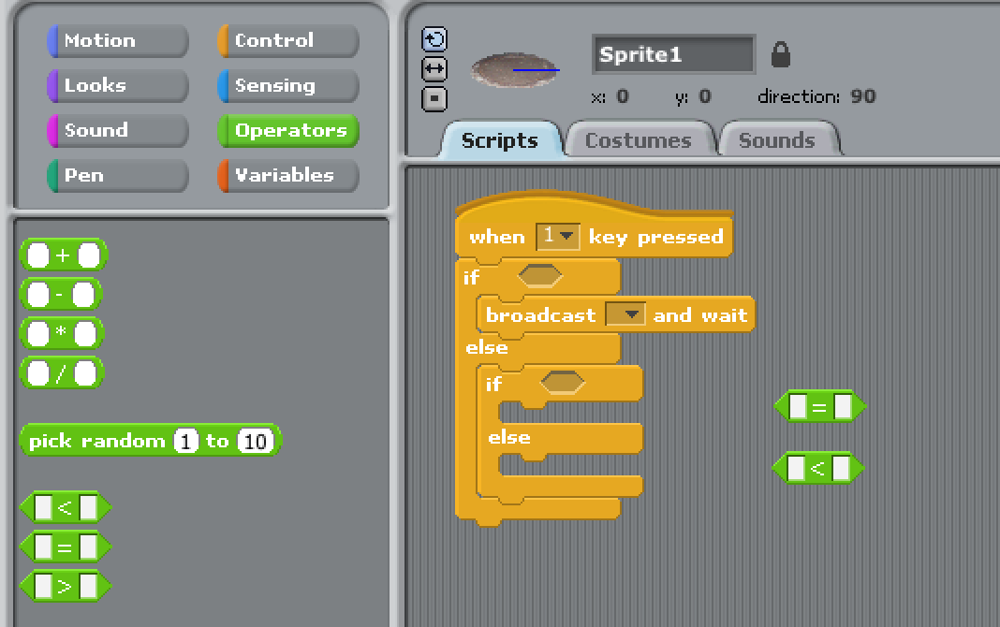 Motion
Control
Looks
Sensing
Sound
Operators
Pen
Variables
+
-
*
/
pick random 1 to 10
<
=
>
Sprite1
x: 0 y: 0 direction: 90
Scripts Costumes Sounds
when 1 key pressed
if
broadcast and wait
else
if
else
=
<